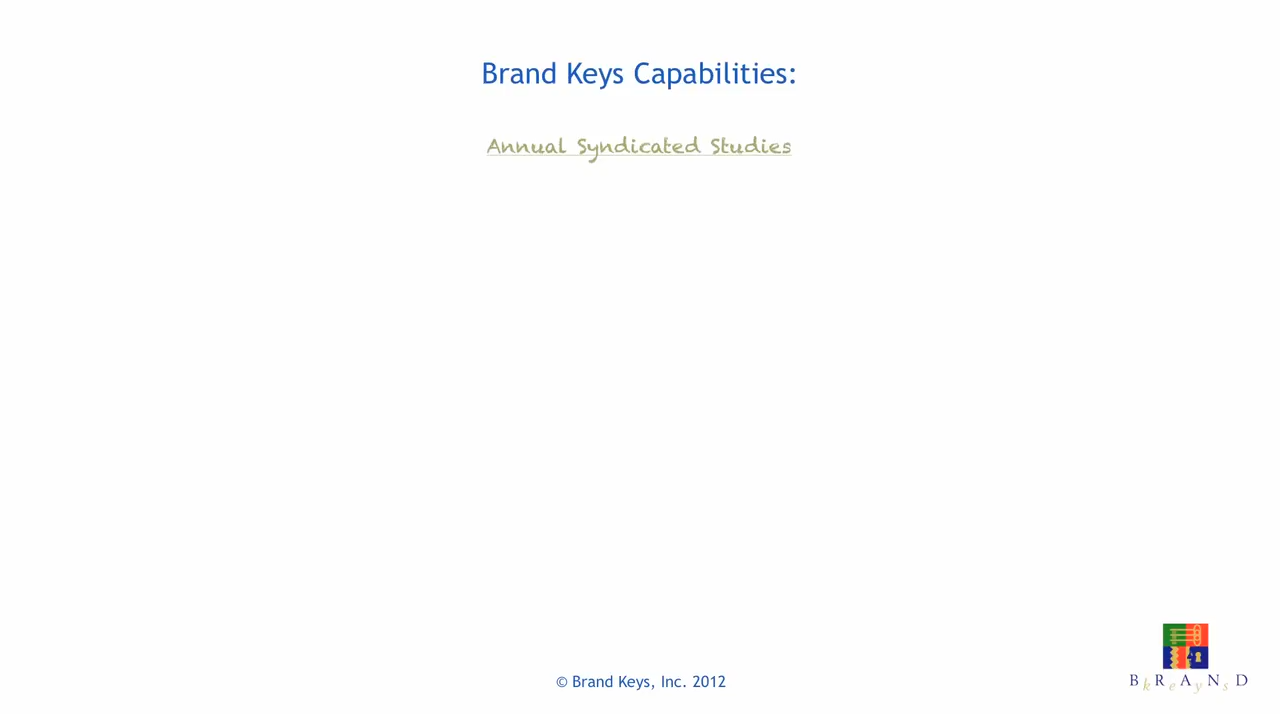 Brand Keys Capabilities:
Annual Syndicated Studies
© Brand Keys, Inc. 2012
BkReAyNsD